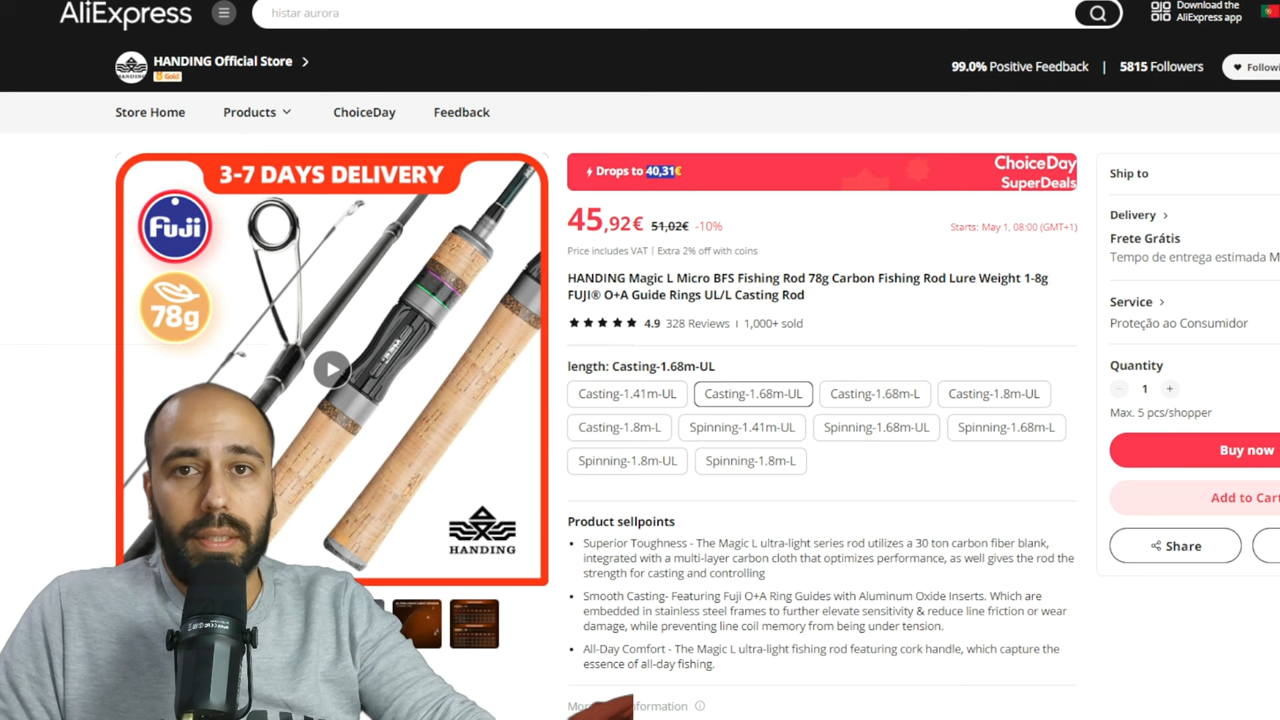 AliExpress
histar aurora
Download the
AliExpress app
HANDING Official Store
Gold
99.0% Positive Feedback | 5815 Followers
Store Home
Products
ChoiceDay
Feedback
3-7 DAYS DELIVERY
Fuji
78g
HANDING
Drops to 40,31€
ChoiceDay
SuperDeals
45,92€ 51,02€ -10%
Starts: May 1, 08:00 (GMT+1)
Price includes VAT | Extra 2% off with coins
HANDING Magic L Micro BFS Fishing Rod 78g Carbon Fishing Rod Lure Weight 1-8g
FUJI® O+A Guide Rings UL/L Casting Rod
4.9 328 Reviews | 1,000+ sold
length: Casting-1.68m-UL
Casting-1.41m-UL
Casting-1.68m-UL
Casting-1.68m-L
Casting-1.8m-UL
Casting-1.8m-L
Spinning-1.41m-UL
Spinning-1.68m-UL
Spinning-1.68m-L
Spinning-1.8m-UL
Spinning-1.8m-L
Product sellpoints
• Superior Toughness - The Magic L ultra-light series rod utilizes a 30 ton carbon fiber blank,
integrated with a multi-layer carbon cloth that optimizes performance, as well gives the rod the
strength for casting and controlling
• Smooth Casting- Featuring Fuji O+A Ring Guides with Aluminum Oxide Inserts. Which are
embedded in stainless steel frames to further elevate sensitivity & reduce line friction or wear
damage, while preventing line coil memory from being under tension.
• All-Day Comfort - The Magic L ultra-light fishing rod featuring cork handle, which capture the
essence of all-day fishing.
Ship to
Delivery
Frete Grátis
Tempo de entrega estimada
Service
Proteção ao Consumidor
Quantity
- 1 +
Max. 5 pcs/shopper
Buy now
Add to Cart
Share